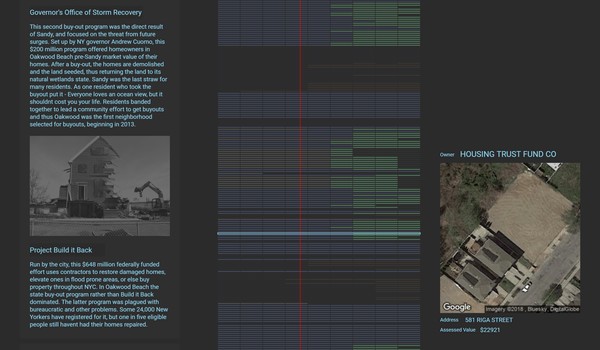 Governor's Office of Storm Recovery
This second buy-out program was the direct result
of Sandy, and focused on the threat from future
surges. Set up by NY governor Andrew Cuomo, this
$200 million program offered homeowners in
Oakwood Beach pre-Sandy market value of their
homes. After a buy-out, the homes are demolished
and the land seeded, thus returning the land to its
natural wetlands state. Sandy was the last straw for
many residents. As one resident who took the
buyout put it - Everyone loves an ocean view, but it
shouldnt cost you your life. Residents banded
together to lead a community effort to get buyouts
and thus Oakwood was the first neighborhood
selected for buyouts, beginning in 2013.
Project Build it Back
Run by the city, this $648 million federally funded
effort uses contractors to restore damaged homes,
elevate ones in flood prone areas, or else buy
property throughout NYC. In Oakwood Beach the
state buy-out program rather than Build it Back
dominated. The latter program was plagued with
bureaucratic and other problems. Some 24,000 New
Yorkers have registered for it, but one in five eligible
people still havent had their homes repaired.
Owner HOUSING TRUST FUND CO
Google
Imagery ©2018 , Bluesky , DigitalGlobe
Address 581 RIGA STREET
Assessed Value $22921